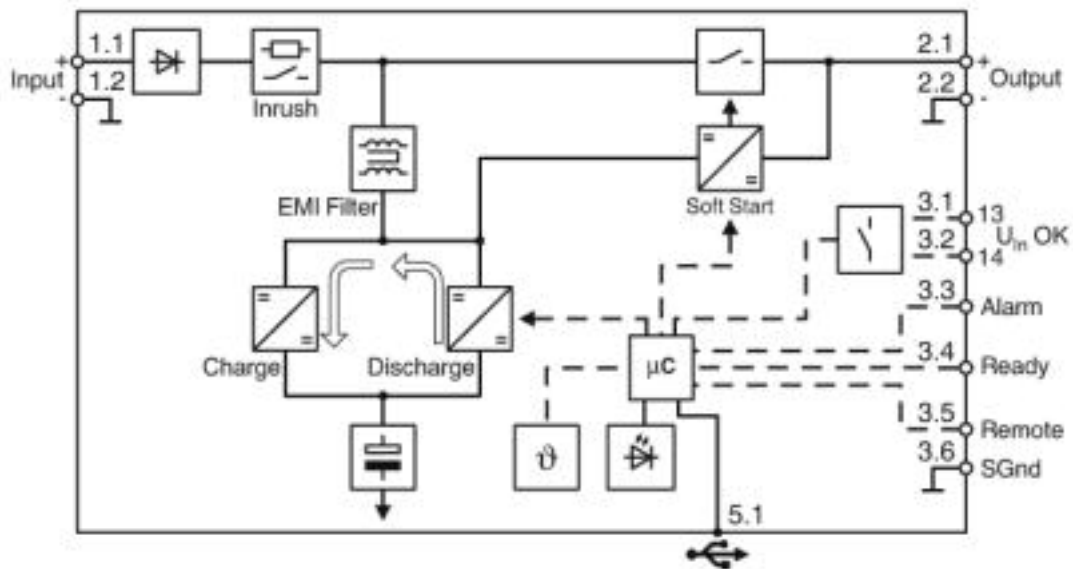 1.1
2.1
+
+
Input
1.2
2.2
Output
-
-
Inrush
EMI Filter
Soft Start
3.1
13
3.2
Uin OK
14
3.3
Alarm
Charge
Discharge
µC
3.4
Ready
3.5
Remote
ϑ
3.6
SGnd
5.1